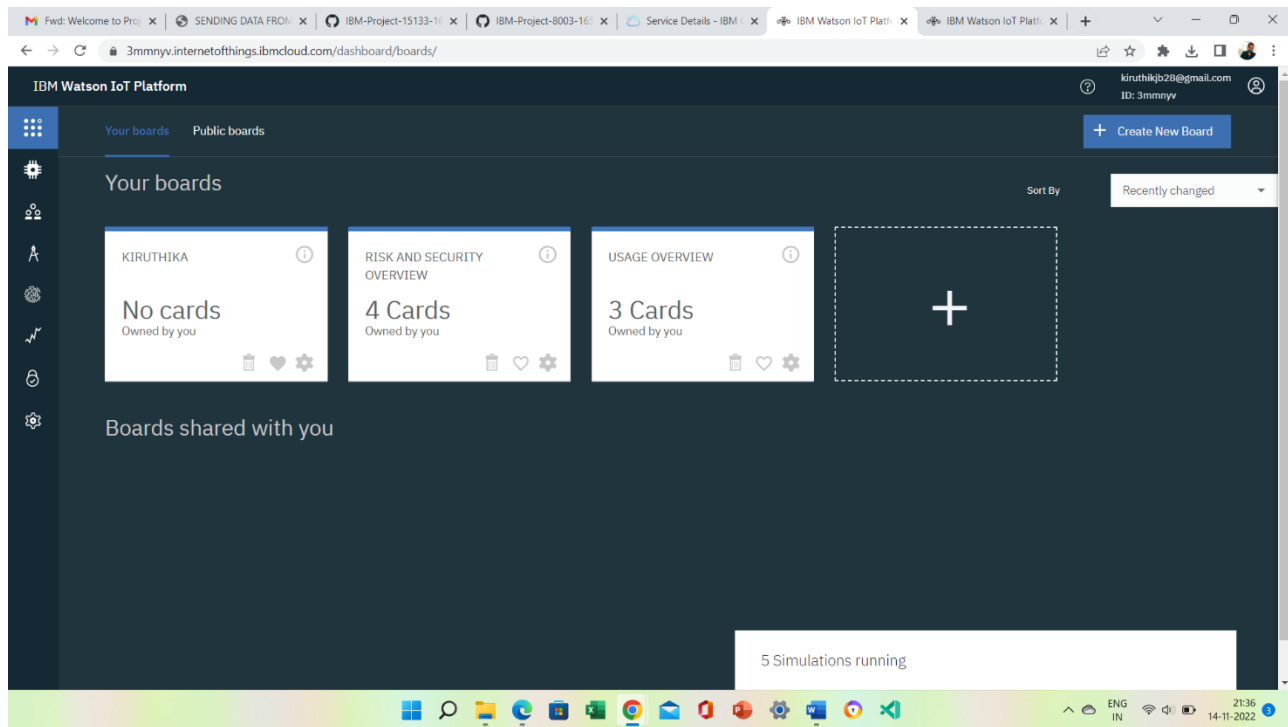 Fwd: Welcome to Proj
SENDING DATA FROM
IBM-Project-15133-16
IBM-Project-8003-165
Service Details - IBM C
IBM Watson IoT Platfo
IBM Watson IoT Platfo
3mmnyv.internetofthings.ibmcloud.com/dashboard/boards/
IBM Watson IoT Platform
kiruthikjb28@gmail.com
ID: 3mmnyv
Your boards
Public boards
+ Create New Board
Your boards
Sort By
Recently changed
KIRUTHIKA
No cards
Owned by you
RISK AND SECURITY
OVERVIEW
4 Cards
Owned by you
USAGE OVERVIEW
3 Cards
Owned by you
Boards shared with you
5 Simulations running
ENG
IN
21:36
14-11-2022
3